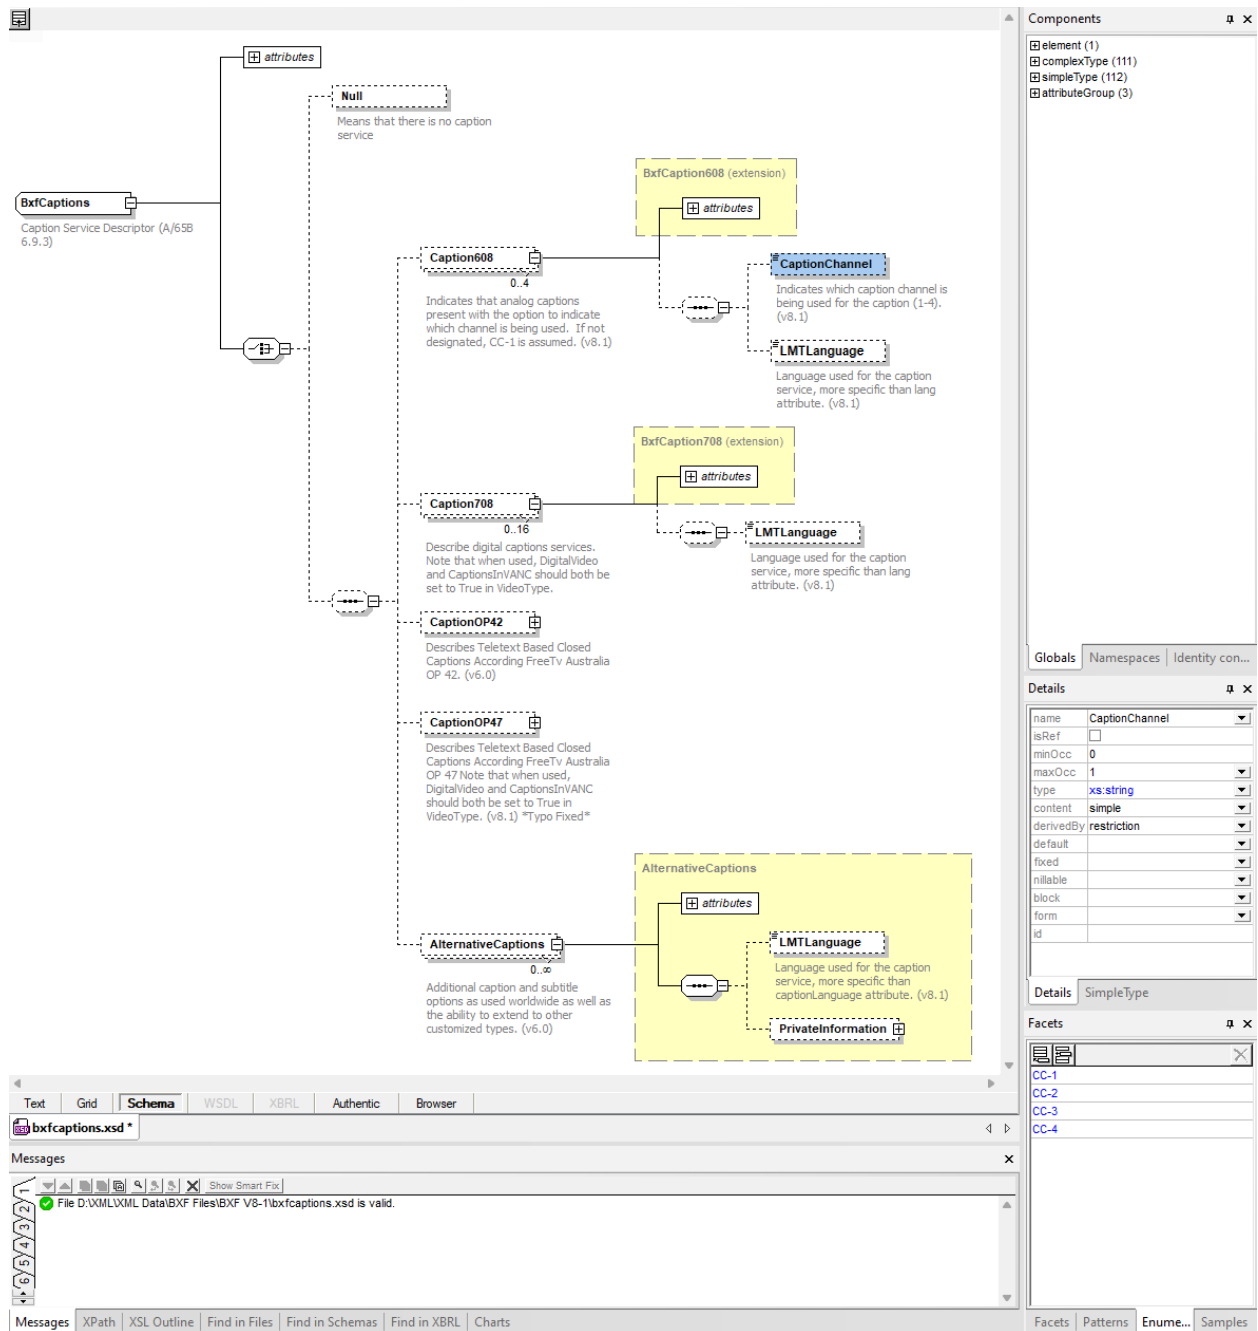 attributes
Null
Means that there is no caption
service
BxfCaptions
Caption Service Descriptor (A/65B
6.9.3)
BxfCaption608 (extension)
attributes
Caption608
0..4
Indicates that analog captions
present with the option to indicate
which channel is being used.  If not
designated, CC-1 is assumed. (v8.1)
CaptionChannel
Indicates which caption channel is
being used for the caption (1-4).
(v8.1)
LMTLanguage
Language used for the caption
service, more specific than lang
attribute. (v8.1)
BxfCaption708 (extension)
attributes
Caption708
0..16
Describe digital captions services.
Note that when used, DigitalVideo
and CaptionsInVANC should both be
set to True in VideoType.
LMTLanguage
Language used for the caption
service, more specific than lang
attribute. (v8.1)
CaptionOP42
Describes Teletext Based Closed
Captions According FreeTv Australia
OP 42. (v6.0)
CaptionOP47
Describes Teletext Based Closed
Captions According FreeTv Australia
OP 47 Note that when used,
DigitalVideo and CaptionsInVANC
should both be set to True in
VideoType. (v8.1) *Typo Fixed*
AlternativeCaptions
attributes
AlternativeCaptions
0..∞
Additional caption and subtitle
options as used worldwide as well as
the ability to extend to other
customized types. (v6.0)
LMTLanguage
Language used for the caption
service, more specific than
captionLanguage attribute. (v8.1)
PrivateInformation
Text Grid Schema WSDL XBRL Authentic Browser
bxfcaptions.xsd *
Messages
Show Smart Fix
1
2
3
4
5
6
File D:\XML\XML Data\BXF Files\BXF V8-1\bxfcaptions.xsd is valid.
Messages XPath XSL Outline Find in Files Find in Schemas Find in XBRL Charts
Components
element (1)
complexType (111)
simpleType (112)
attributeGroup (3)
Globals Namespaces Identity con...
Details
name CaptionChannel
isRef
minOcc 0
maxOcc 1
type xs:string
content simple
derivedBy restriction
default
fixed
nillable
block
form
id
Details SimpleType
Facets
CC-1
CC-2
CC-3
CC-4
Facets Patterns Enume... Samples